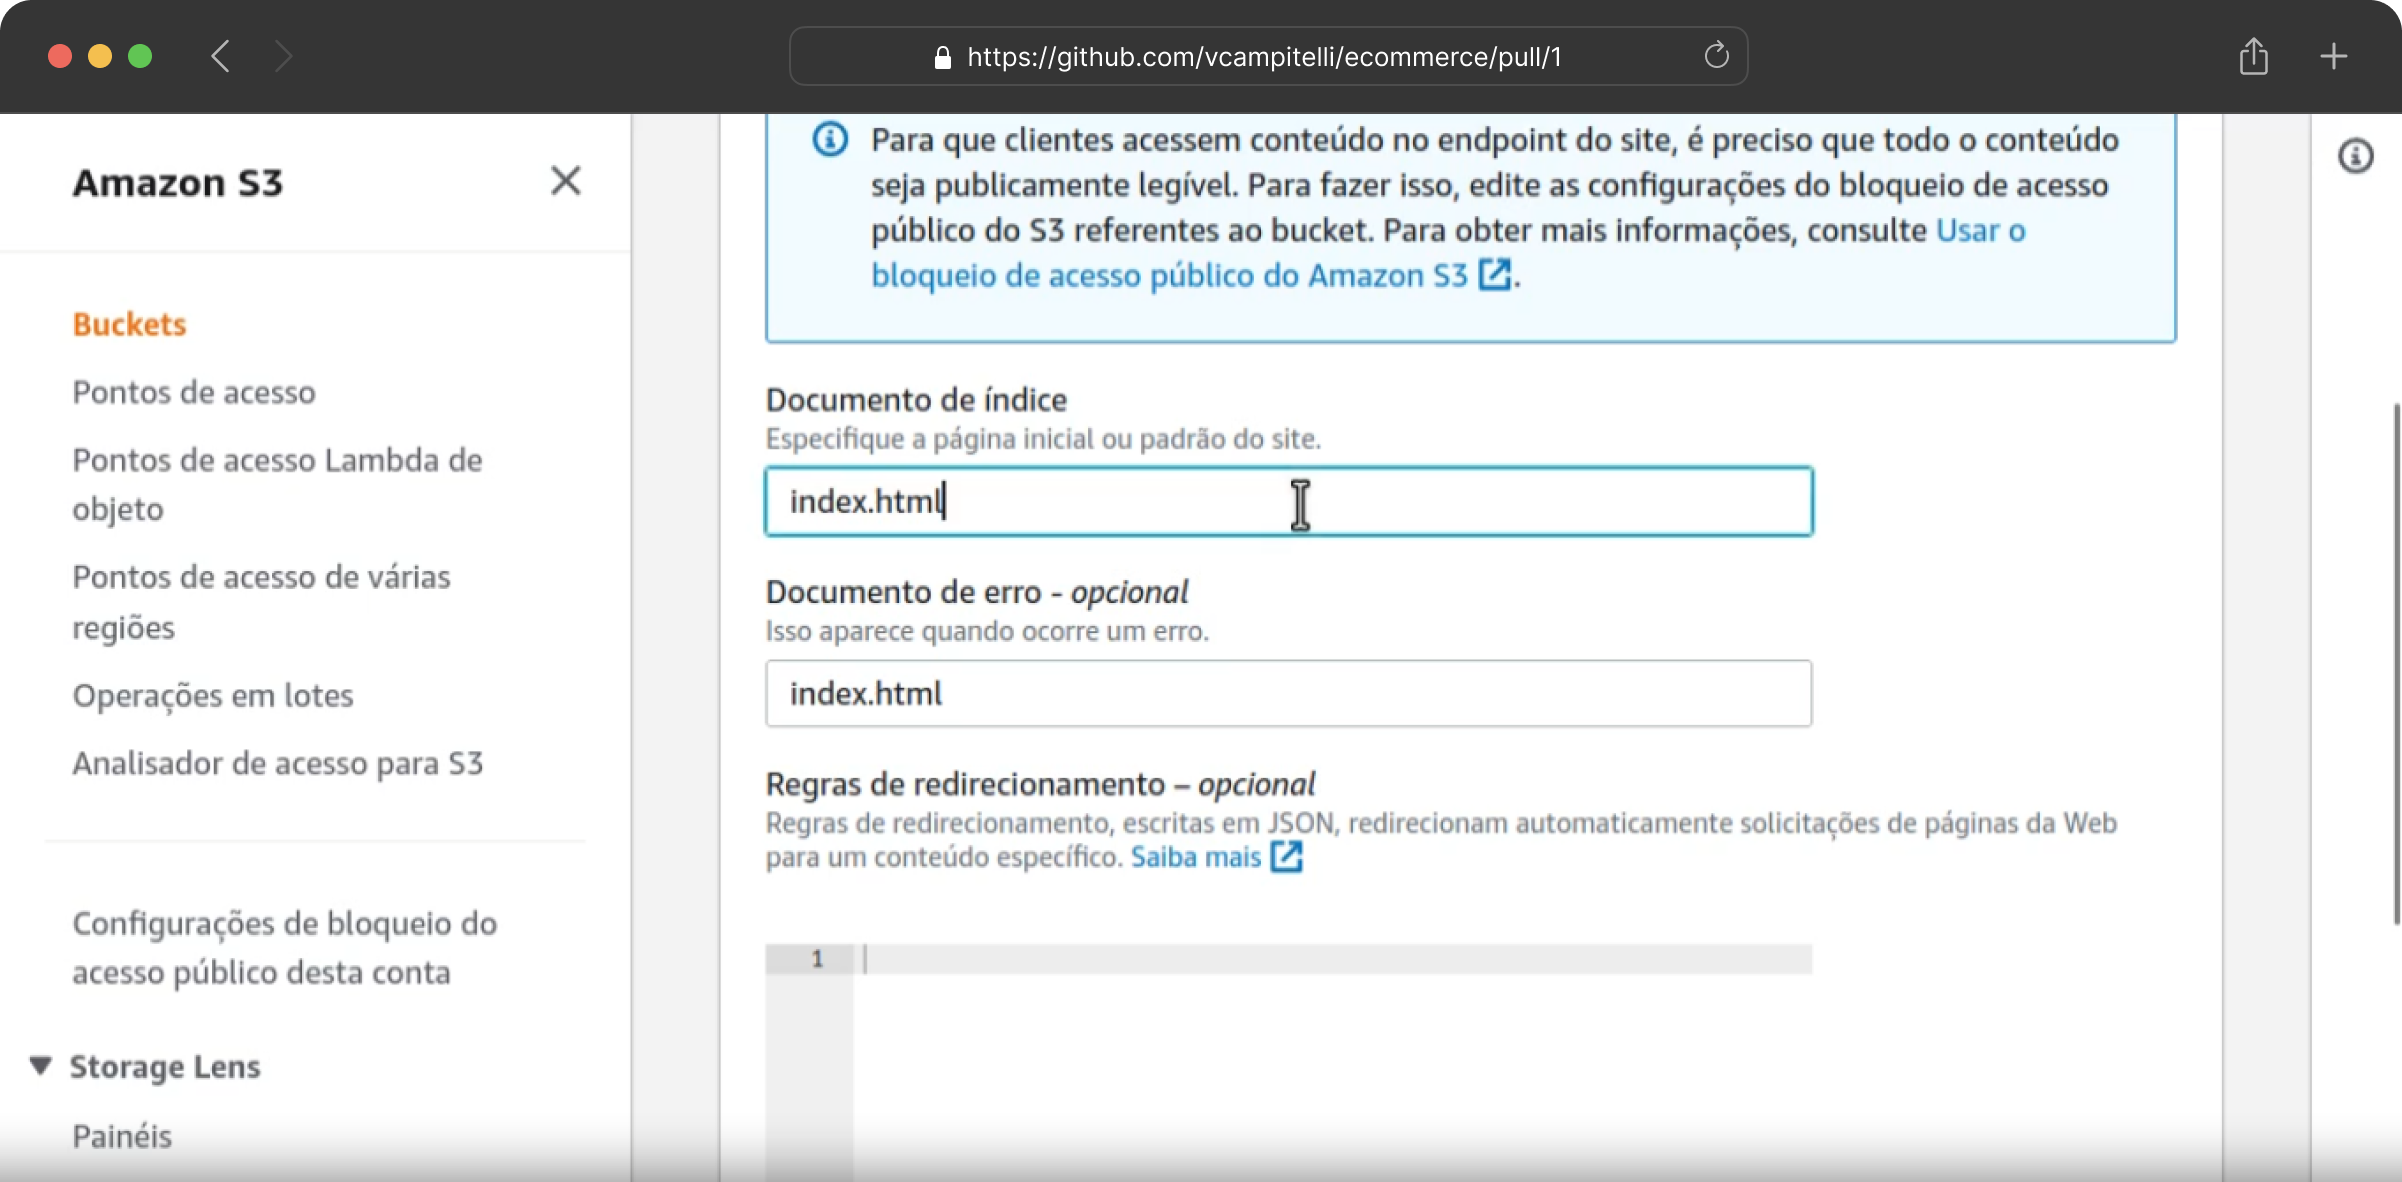 https://github.com/vcampitelli/ecommerce/pull/1
Amazon S3
Buckets
Pontos de acesso
Pontos de acesso Lambda de
objeto
Pontos de acesso de várias
regiões
Operações em lotes
Analisador de acesso para S3
Configurações de bloqueio do
acesso público desta conta
Storage Lens
Painéis
Para que clientes acessem conteúdo no endpoint do site, é preciso que todo o conteúdo
seja publicamente legível. Para fazer isso, edite as configurações do bloqueio de acesso
público do S3 referentes ao bucket. Para obter mais informações, consulte Usar o
bloqueio de acesso público do Amazon S3.
Documento de índice
Especifique a página inicial ou padrão do site.
index.html
Documento de erro - opcional
Isso aparece quando ocorre um erro.
index.html
Regras de redirecionamento – opcional
Regras de redirecionamento, escritas em JSON, redirecionam automaticamente solicitações de páginas da Web
para um conteúdo específico. Saiba mais
1